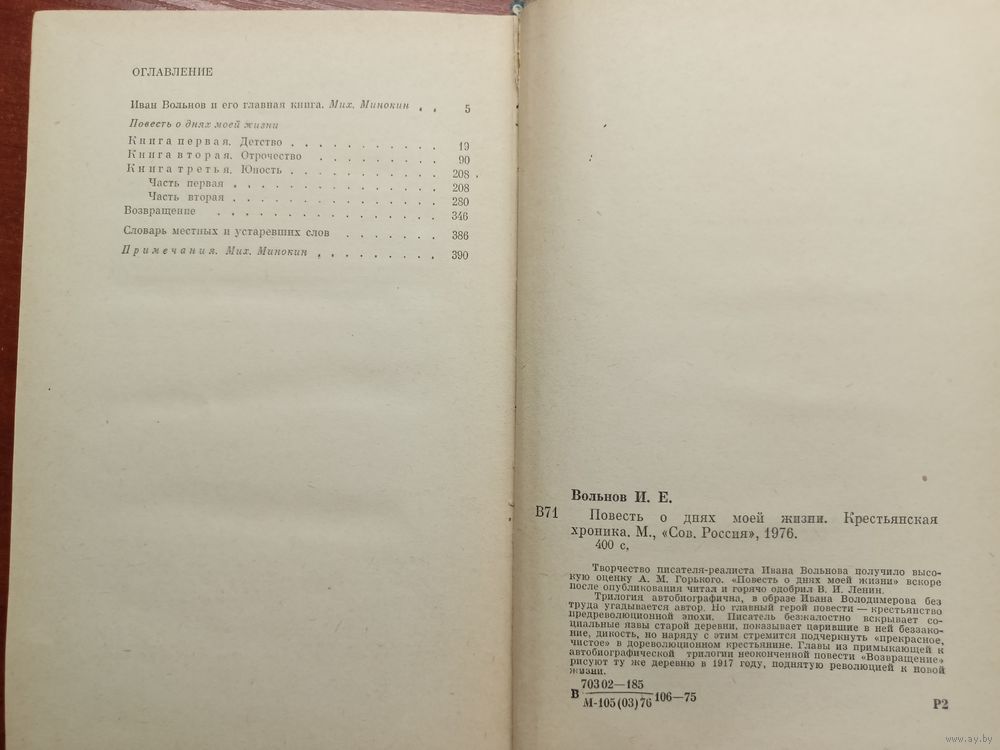 ОГЛАВЛЕНИЕ
Иван Вольнов и его главная книга. Мих. Минокин . . 5
Повесть о днях моей жизни
Книга первая. Детство . . . . . . . . . . . 19
Книга вторая. Отрочество . . . . . . . . . 90
Книга третья. Юность . . . . . . . . . . . 208
Часть первая . . . . . . . . . . . . . . . 208
Часть вторая . . . . . . . . . . . . . . . 280
Возвращение . . . . . . . . . . . . . . . 346
Словарь местных и устаревших слов . . . . . . . 386
Примечания. Мих. Минокин . . . . . . . . . 390
Вольнов И. Е.
В71 Повесть о днях моей жизни. Крестьянская
хроника. М., «Сов. Россия», 1976.
400 с.
Творчество писателя-реалиста Ивана Вольнова получило высо-
кую оценку А. М. Горького. «Повесть о днях моей жизни» вскоре
после опубликования читал и горячо одобрил В. И. Ленин.
Трилогия автобиографична, в образе Ивана Володимерова без
труда угадывается автор. Но главный герой повести — крестьянство
предреволюционной эпохи. Писатель безжалостно вскрывает со-
циальные язвы старой деревни, показывает царившие в ней беззако-
ние, дикость, но наряду с этим стремится подчеркнуть «прекрасное,
чистое» в дореволюционном крестьянине. Главы из примыкающей к
автобиографической трилогии неоконченной повести «Возвращение»
рисуют ту же деревню в 1917 году, поднятую революцией к новой
жизни.
70302—185
В 106—75
М-105(03)76
Р2
www.ay.by